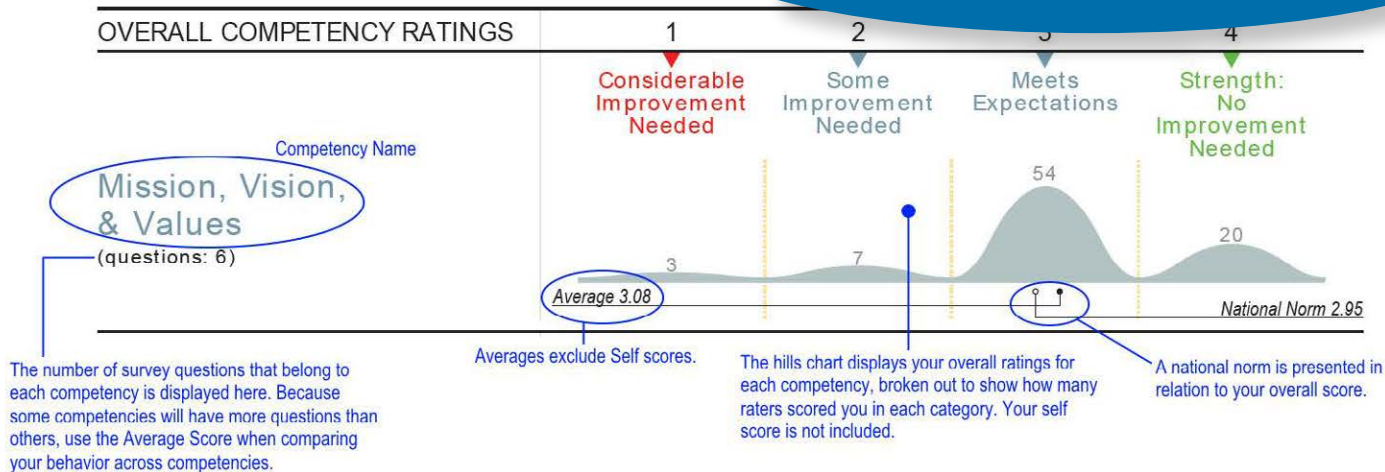 OVERALL COMPETENCY RATINGS
1
2
3
4
Considerable
Improvement
Needed
Some
Improvement
Needed
Meets
Expectations
Strength:
No
Improvement
Needed
Competency Name
Mission, Vision,
& Values
(questions: 6)
3
7
54
20
Average 3.08
National Norm 2.95
The number of survey questions that belong to
each competency is displayed here. Because
some competencies will have more questions than
others, use the Average Score when comparing
your behavior across competencies.
Averages exclude Self scores.
The hills chart displays your overall ratings for
each competency, broken out to show how many
raters scored you in each category. Your self
score is not included.
A national norm is presented in
relation to your overall score.